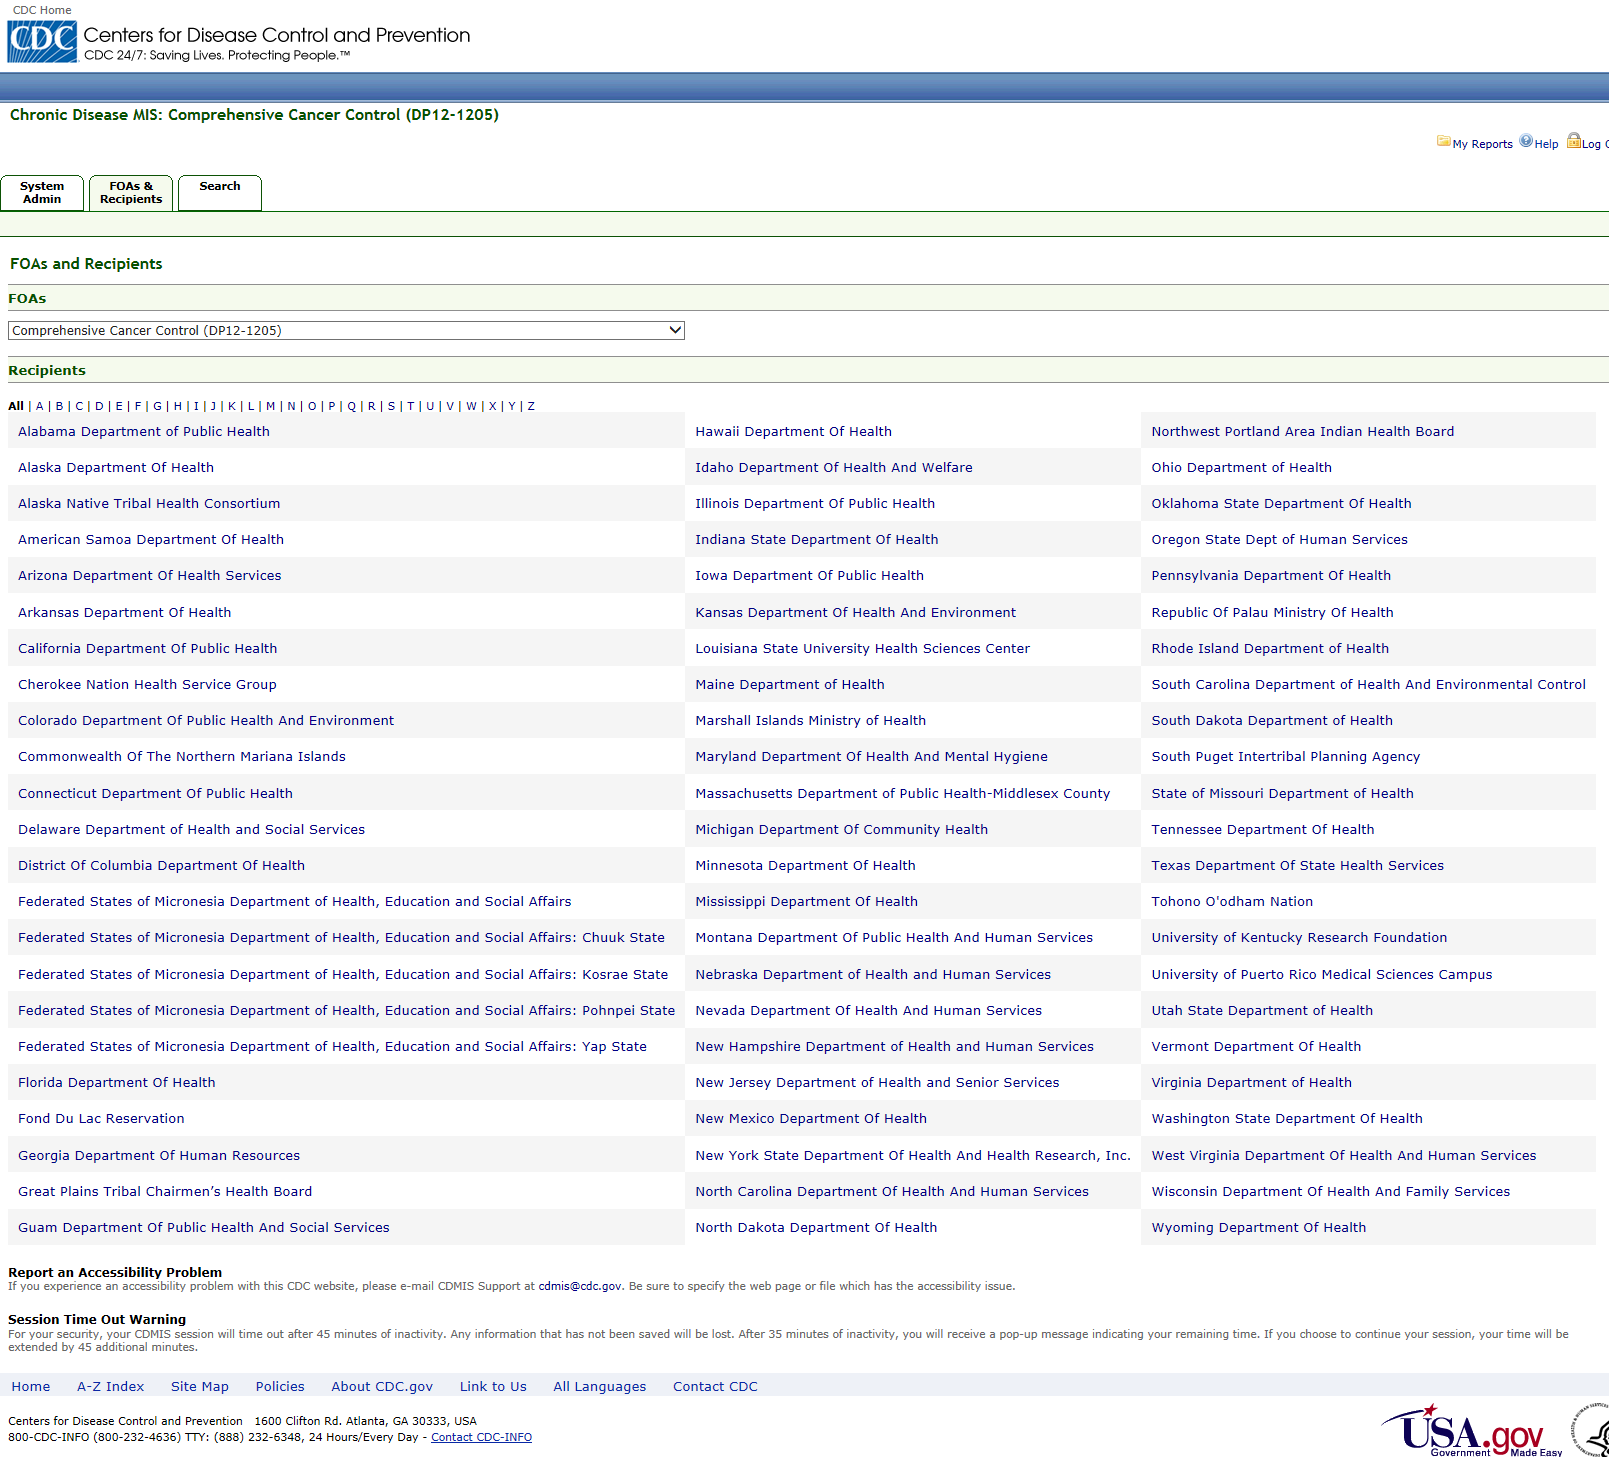 CDC Home
CDC Centers for Disease Control and Prevention
CDC 24/7: Saving Lives. Protecting People.™
Chronic Disease MIS: Comprehensive Cancer Control (DP12-1205)
My Reports Help Log
System Admin
FOAs & Recipients
Search
FOAs and Recipients
FOAs
Comprehensive Cancer Control (DP12-1205)
Recipients
All | A | B | C | D | E | F | G | H | I | J | K | L | M | N | O | P | Q | R | S | T | U | V | W | X | Y | Z
Alabama Department of Public Health
Alaska Department Of Health
Alaska Native Tribal Health Consortium
American Samoa Department Of Health
Arizona Department Of Health Services
Arkansas Department Of Health
California Department Of Public Health
Cherokee Nation Health Service Group
Colorado Department Of Public Health And Environment
Commonwealth Of The Northern Mariana Islands
Connecticut Department Of Public Health
Delaware Department of Health and Social Services
District Of Columbia Department Of Health
Federated States of Micronesia Department of Health, Education and Social Affairs
Federated States of Micronesia Department of Health, Education and Social Affairs: Chuuk State
Federated States of Micronesia Department of Health, Education and Social Affairs: Kosrae State
Federated States of Micronesia Department of Health, Education and Social Affairs: Pohnpei State
Federated States of Micronesia Department of Health, Education and Social Affairs: Yap State
Florida Department Of Health
Fond Du Lac Reservation
Georgia Department Of Human Resources
Great Plains Tribal Chairmen’s Health Board
Guam Department Of Public Health And Social Services
Hawaii Department Of Health
Idaho Department Of Health And Welfare
Illinois Department Of Public Health
Indiana State Department Of Health
Iowa Department Of Public Health
Kansas Department Of Health And Environment
Louisiana State University Health Sciences Center
Maine Department of Health
Marshall Islands Ministry of Health
Maryland Department Of Health And Mental Hygiene
Massachusetts Department of Public Health-Middlesex County
Michigan Department Of Community Health
Minnesota Department Of Health
Mississippi Department Of Health
Montana Department Of Public Health And Human Services
Nebraska Department of Health and Human Services
Nevada Department Of Health And Human Services
New Hampshire Department of Health and Human Services
New Jersey Department of Health and Senior Services
New Mexico Department Of Health
New York State Department Of Health And Health Research, Inc.
North Carolina Department Of Health And Human Services
North Dakota Department Of Health
Northwest Portland Area Indian Health Board
Ohio Department of Health
Oklahoma State Department Of Health
Oregon State Dept of Human Services
Pennsylvania Department Of Health
Republic Of Palau Ministry Of Health
Rhode Island Department of Health
South Carolina Department of Health And Environmental Control
South Dakota Department of Health
South Puget Intertribal Planning Agency
State of Missouri Department of Health
Tennessee Department Of Health
Texas Department Of State Health Services
Tohono O'odham Nation
University of Kentucky Research Foundation
University of Puerto Rico Medical Sciences Campus
Utah State Department of Health
Vermont Department Of Health
Virginia Department of Health
Washington State Department Of Health
West Virginia Department Of Health And Human Services
Wisconsin Department Of Health And Family Services
Wyoming Department Of Health
Report an Accessibility Problem
If you experience an accessibility problem with this CDC website, please e-mail CDMIS Support at cdmis@cdc.gov. Be sure to specify the web page or file which has the accessibility issue.
Session Time Out Warning
For your security, your CDMIS session will time out after 45 minutes of inactivity. Any information that has not been saved will be lost. After 35 minutes of inactivity, you will receive a pop-up message indicating your remaining time. If you choose to continue your session, your time will be
extended by 45 additional minutes.
Home A-Z Index Site Map Policies About CDC.gov Link to Us All Languages Contact CDC
Centers for Disease Control and Prevention 1600 Clifton Rd. Atlanta, GA 30333, USA
800-CDC-INFO (800-232-4636) TTY: (888) 232-6348, 24 Hours/Every Day - Contact CDC-INFO
USA.gov
Government Made Easy